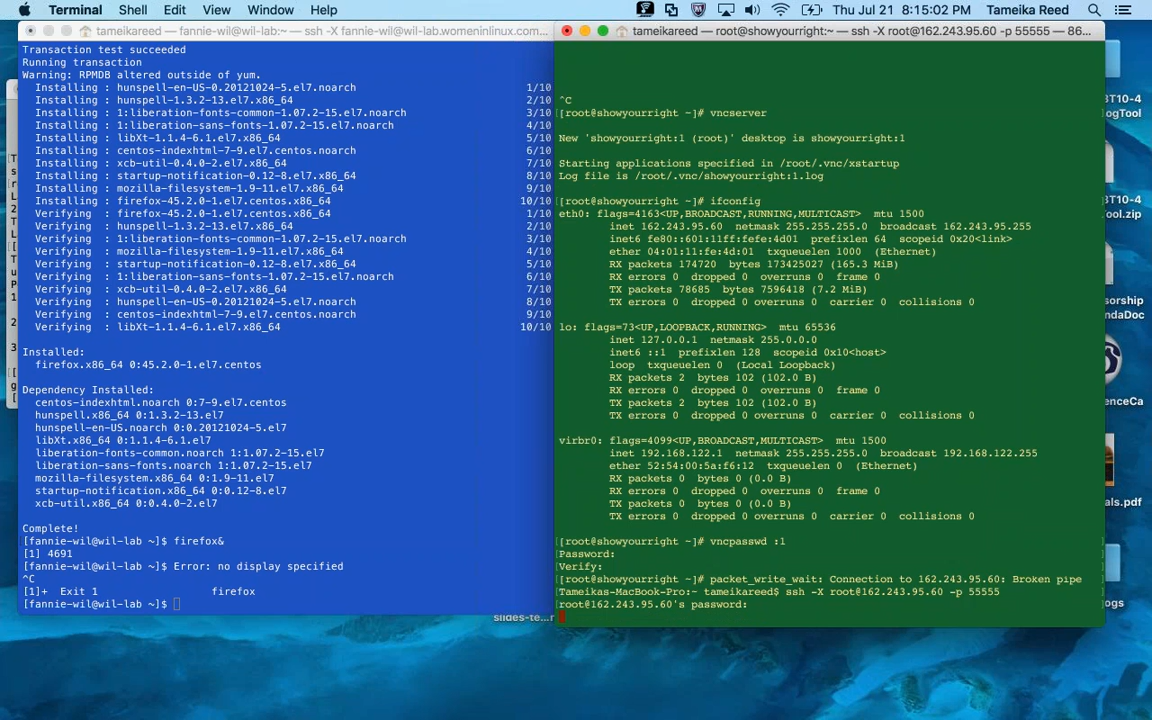 Terminal Shell Edit View Window Help Thu Jul 21 8:15:02 PM Tameika Reed
tameikareed — fannie-wil@wil-lab:~ — ssh -X fannie-wil@wil-lab.womeninlinux.com...
Transaction test succeeded
Running transaction
Warning: RPMDB altered outside of yum.
Installing : hunspell-en-US-0.20121024-5.el7.noarch 1/10
Installing : hunspell-1.3.2-13.el7.x86_64 2/10
Installing : 1:liberation-fonts-common-1.07.2-15.el7.noarch 3/10
Installing : 1:liberation-sans-fonts-1.07.2-15.el7.noarch 4/10
Installing : libXt-1.1.4-6.1.el7.x86_64 5/10
Installing : centos-indexhtml-7-9.el7.centos.noarch 6/10
Installing : xcb-util-0.4.0-2.el7.x86_64 7/10
Installing : startup-notification-0.12-8.el7.x86_64 8/10
Installing : mozilla-filesystem-1.9-11.el7.x86_64 9/10
Installing : firefox-45.2.0-1.el7.centos.x86_64 10/10
Verifying : firefox-45.2.0-1.el7.centos.x86_64 1/10
Verifying : hunspell-1.3.2-13.el7.x86_64 2/10
Verifying : 1:liberation-fonts-common-1.07.2-15.el7.noarch 3/10
Verifying : mozilla-filesystem-1.9-11.el7.x86_64 4/10
Verifying : startup-notification-0.12-8.el7.x86_64 5/10
Verifying : 1:liberation-sans-fonts-1.07.2-15.el7.noarch 6/10
Verifying : xcb-util-0.4.0-2.el7.x86_64 7/10
Verifying : hunspell-en-US-0.20121024-5.el7.noarch 8/10
Verifying : centos-indexhtml-7-9.el7.centos.noarch 9/10
Verifying : libXt-1.1.4-6.1.el7.x86_64 10/10
Installed:
firefox.x86_64 0:45.2.0-1.el7.centos
Dependency Installed:
centos-indexhtml.noarch 0:7-9.el7.centos
hunspell.x86_64 0:1.3.2-13.el7
hunspell-en-US.noarch 0:0.20121024-5.el7
libXt.x86_64 0:1.1.4-6.1.el7
liberation-fonts-common.noarch 1:1.07.2-15.el7
liberation-sans-fonts.noarch 1:1.07.2-15.el7
mozilla-filesystem.x86_64 0:1.9-11.el7
startup-notification.x86_64 0:0.12-8.el7
xcb-util.x86_64 0:0.4.0-2.el7
Complete!
[fannie-wil@wil-lab ~]$ firefox&
[1] 4691
[fannie-wil@wil-lab ~]$ Error: no display specified
^C
[1]+ Exit 1 firefox
[fannie-wil@wil-lab ~]$
tameikareed — root@showyourright:~ — ssh -X root@162.243.95.60 -p 55555 — 86...
^C
[root@showyourright ~]# vncserver
New 'showyourright:1 (root)' desktop is showyourright:1
Starting applications specified in /root/.vnc/xstartup
Log file is /root/.vnc/showyourright:1.log
[root@showyourright ~]# ifconfig
eth0: flags=4163<UP,BROADCAST,RUNNING,MULTICAST> mtu 1500
inet 162.243.95.60 netmask 255.255.255.0 broadcast 162.243.95.255
inet6 fe80::601:11ff:fefe:4d01 prefixlen 64 scopeid 0x20<link>
ether 04:01:11:fe:4d:01 txqueuelen 1000 (Ethernet)
RX packets 174720 bytes 173425027 (165.3 MiB)
RX errors 0 dropped 0 overruns 0 frame 0
TX packets 78685 bytes 7596418 (7.2 MiB)
TX errors 0 dropped 0 overruns 0 carrier 0 collisions 0
lo: flags=73<UP,LOOPBACK,RUNNING> mtu 65536
inet 127.0.0.1 netmask 255.0.0.0
inet6 ::1 prefixlen 128 scopeid 0x10<host>
loop txqueuelen 0 (Local Loopback)
RX packets 2 bytes 102 (102.0 B)
RX errors 0 dropped 0 overruns 0 frame 0
TX packets 2 bytes 102 (102.0 B)
TX errors 0 dropped 0 overruns 0 carrier 0 collisions 0
virbr0: flags=4099<UP,BROADCAST,MULTICAST> mtu 1500
inet 192.168.122.1 netmask 255.255.255.0 broadcast 192.168.122.255
ether 52:54:00:5a:f6:12 txqueuelen 0 (Ethernet)
RX packets 0 bytes 0 (0.0 B)
RX errors 0 dropped 0 overruns 0 frame 0
TX packets 0 bytes 0 (0.0 B)
TX errors 0 dropped 0 overruns 0 carrier 0 collisions 0
[root@showyourright ~]# vncpasswd :1
Password:
Verify:
[root@showyourright ~]# packet_write_wait: Connection to 162.243.95.60: Broken pipe
Tameikas-MacBook-Pro:~ tameikareed$ ssh -X root@162.243.95.60 -p 55555
root@162.243.95.60's password:
slides-te...n